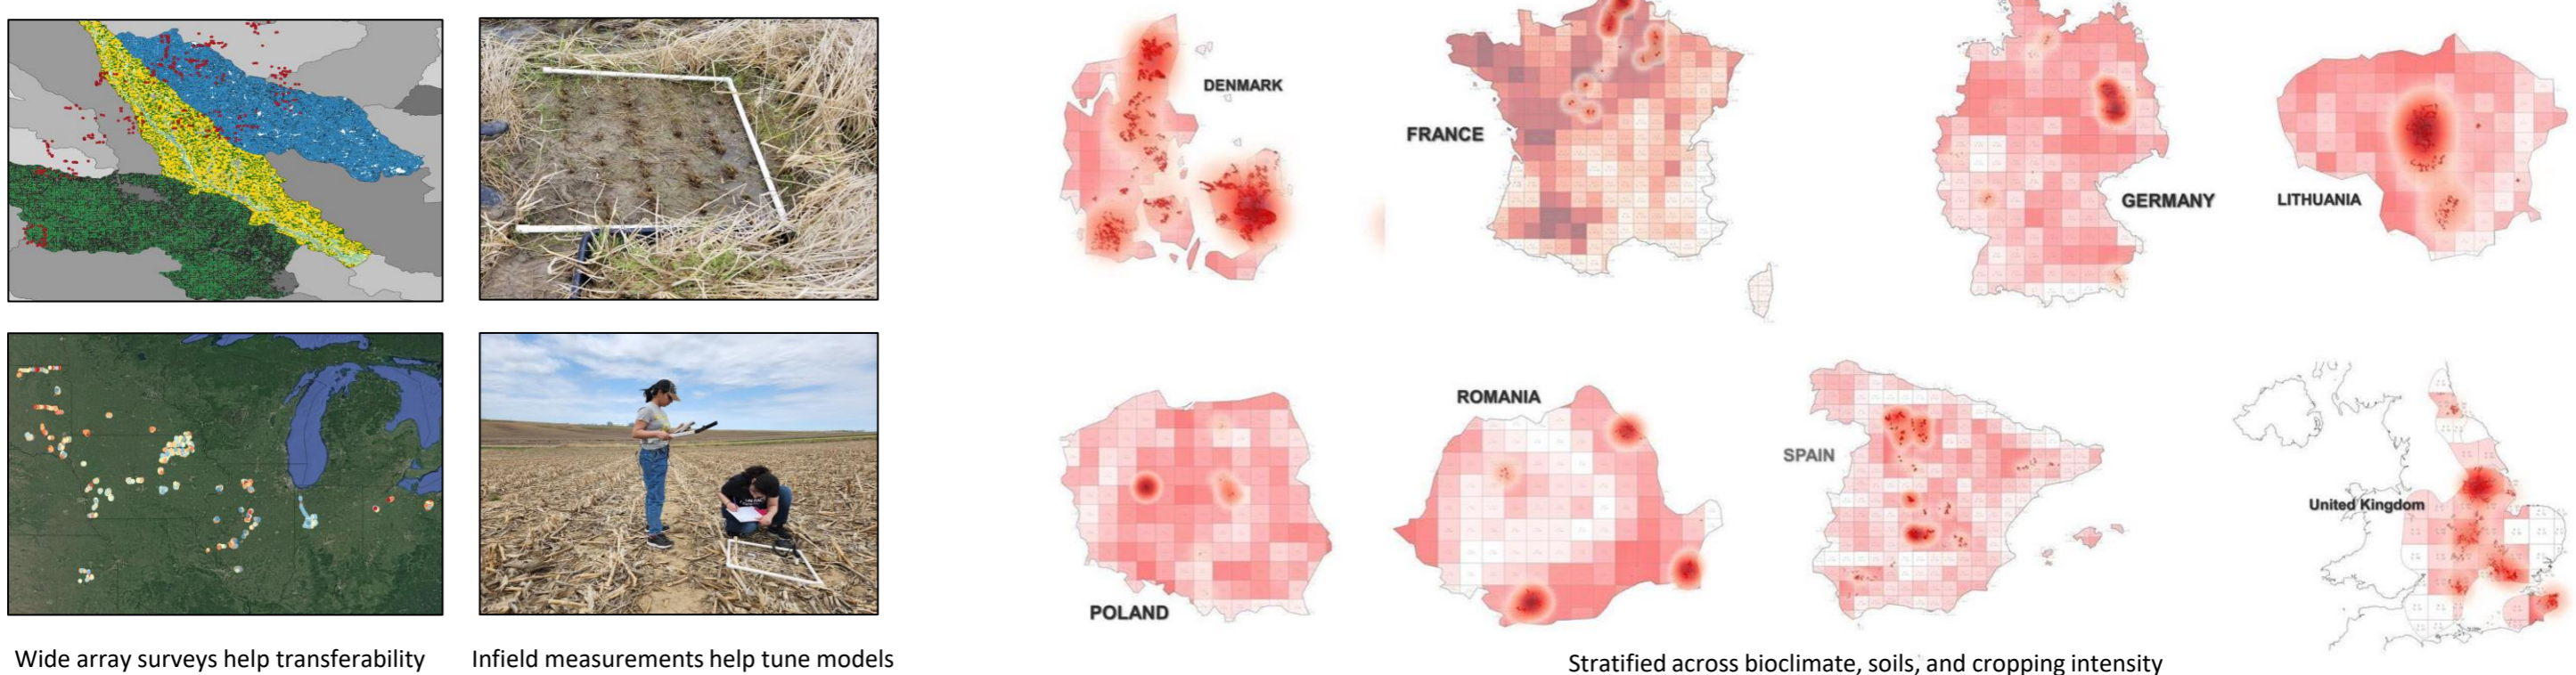 DENMARK
FRANCE
GERMANY
LITHUANIA
POLAND
ROMANIA
SPAIN
United Kingdom
Wide array surveys help transferability
Infield measurements help tune models
Stratified across bioclimate, soils, and cropping intensity